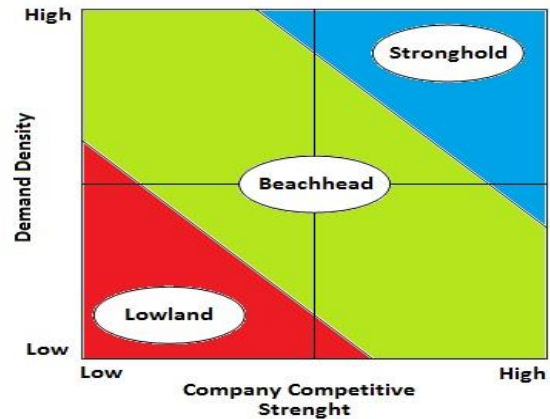 High
Stronghold
Demand Density
Beachhead
Lowland
Low
Low
High
Company Competitive
Strenght